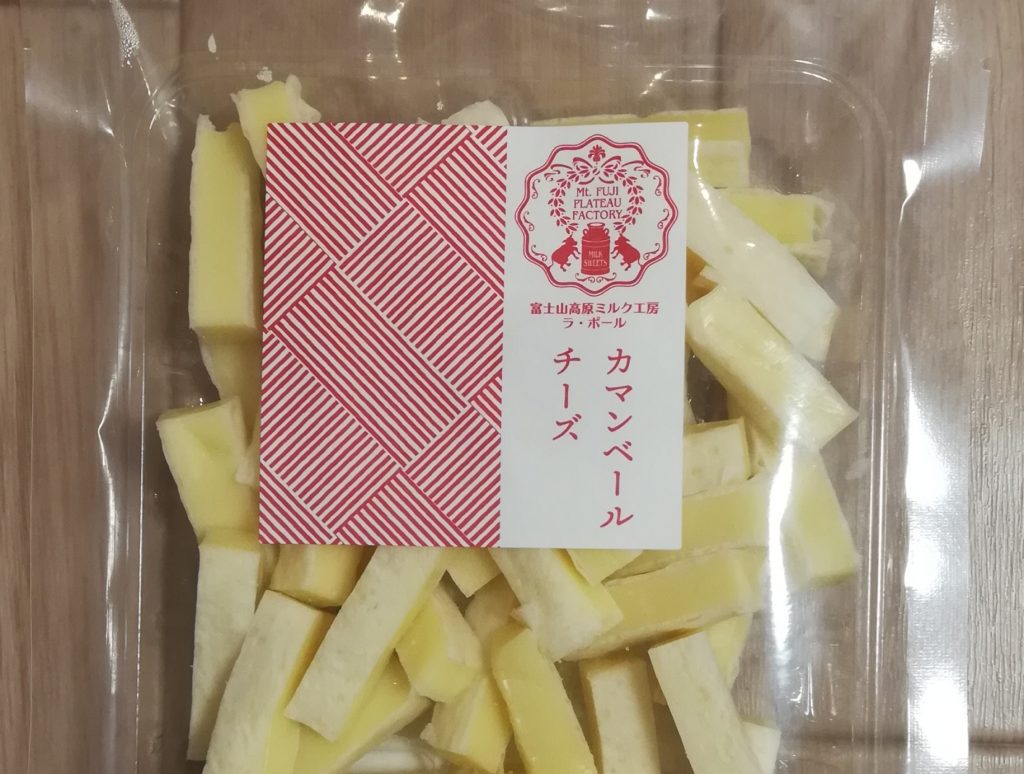 Mt. FUJI
PLATEAU
FACTORY
MILK
SWEETS
富士山高原ミルク工房
ラ・ポール
カマンベール
チーズ